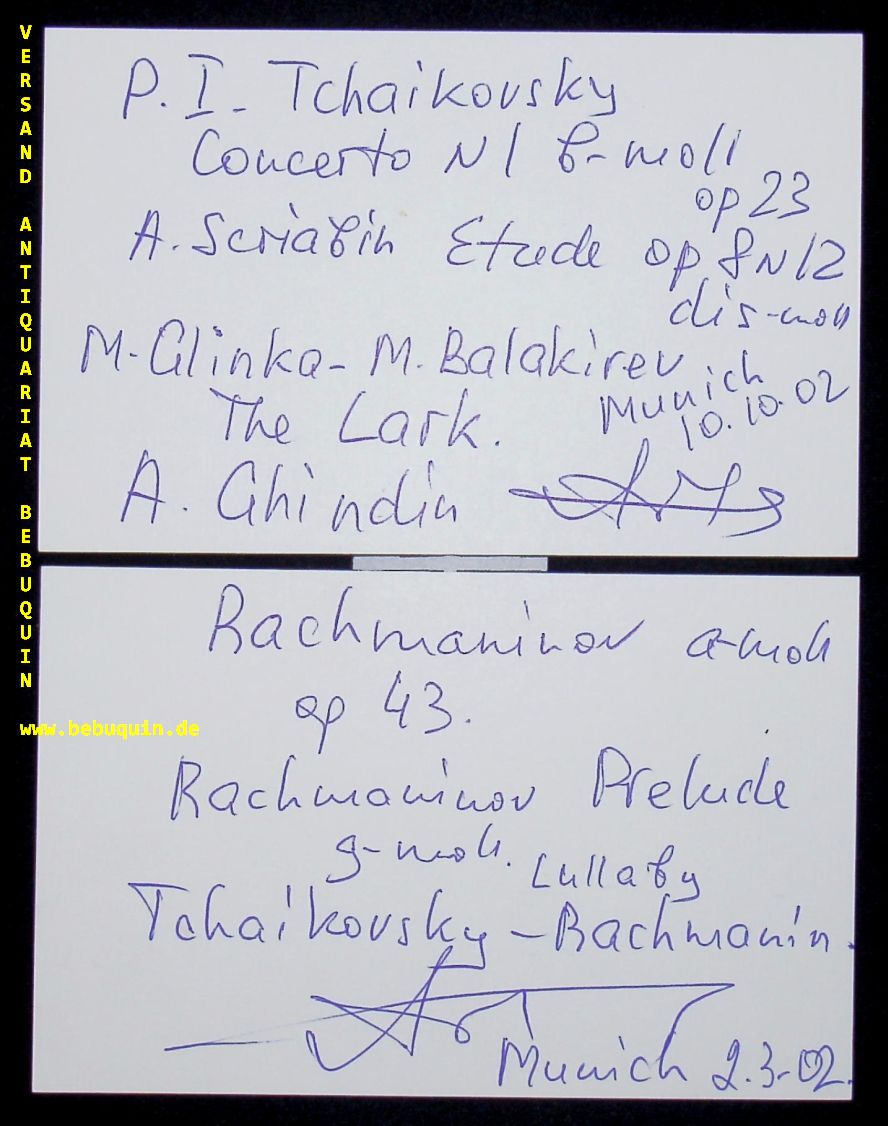 VERSAND ANTIQUARIAT BEBUQUIN
www.bebuquin.de
P. I. Tchaikovsky
Concerto N1 b-moll
op 23
A. Scriabin Etude op 8 N12
dis-moll
M. Glinka - M. Balakirev
The Lark.
Munich
10.10.02
A. Ghindin
Rachmaninov a-moll
op 43.
Rachmaninov Prelude
g-moll. Lullaby
Tchaikovsky - Rachmanin.
Munich 2.3.02.